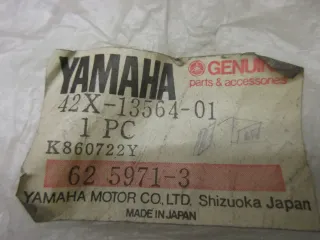 YAMAHA GENUINE
parts & accessories
42X-13564-01
1 PC
K860722Y
62 5971-3
YAMAHA MOTOR CO., LTD. Shizuoka Japan
MADE IN JAPAN